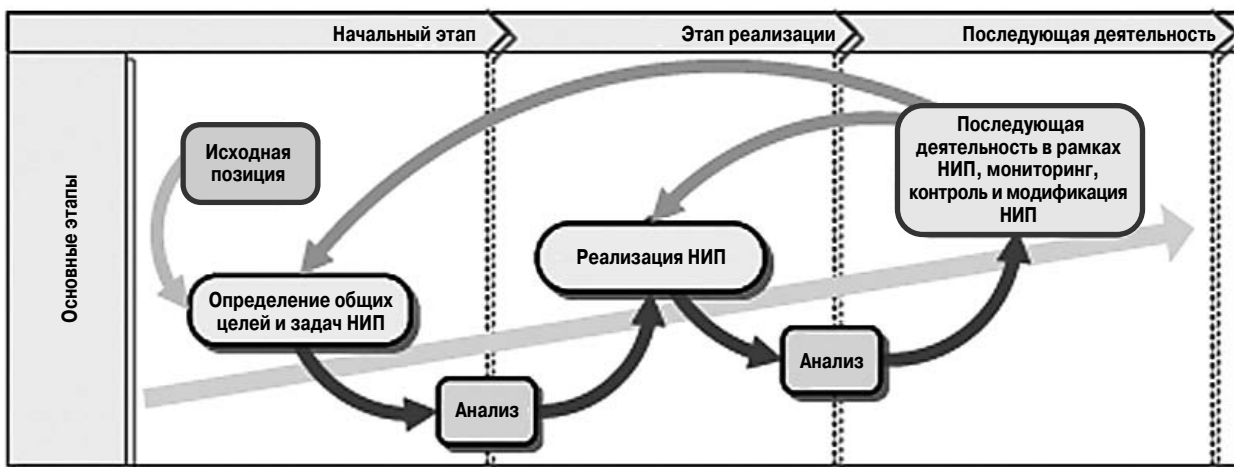 Начальный этап
Этап реализации
Последующая деятельность
Основные этапы
Исходная
позиция
Определение общих
целей и задач НИП
Анализ
Реализация НИП
Анализ
Последующая
деятельность в рамках
НИП, мониторинг,
контроль и модификация
НИП